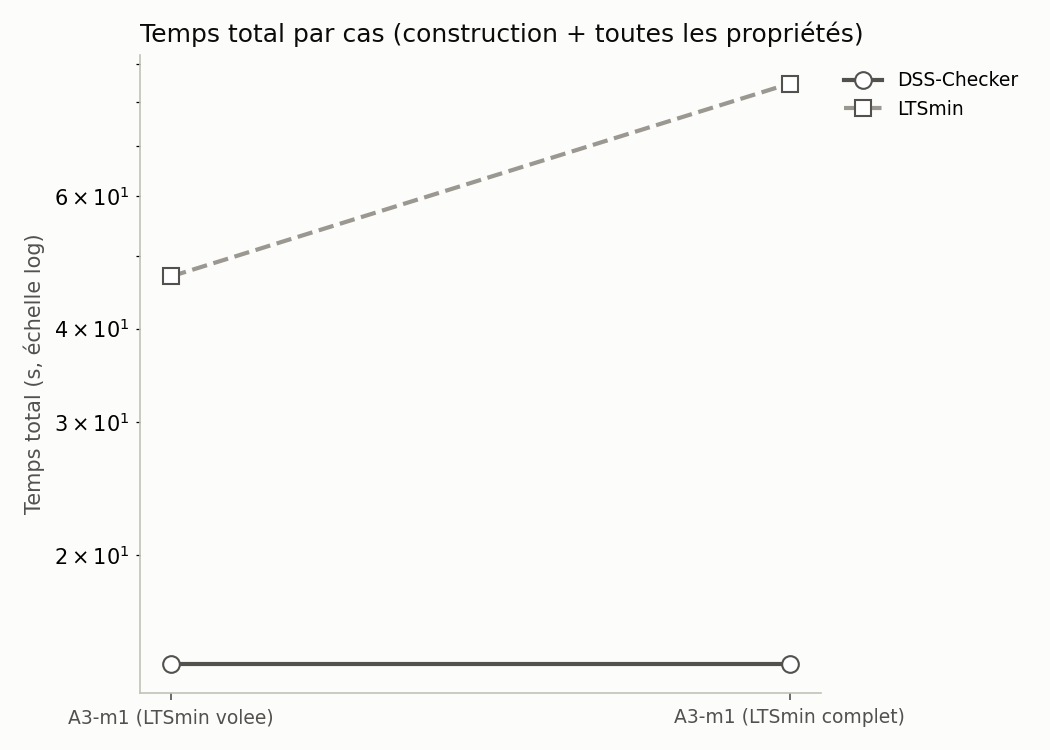 Temps total par cas (construction + toutes les propriétés)
DSS-Checker
LTSmin
Temps total (s, échelle log)
6 × 10¹
4 × 10¹
3 × 10¹
2 × 10¹
A3-m1 (LTSmin volee)
A3-m1 (LTSmin complet)